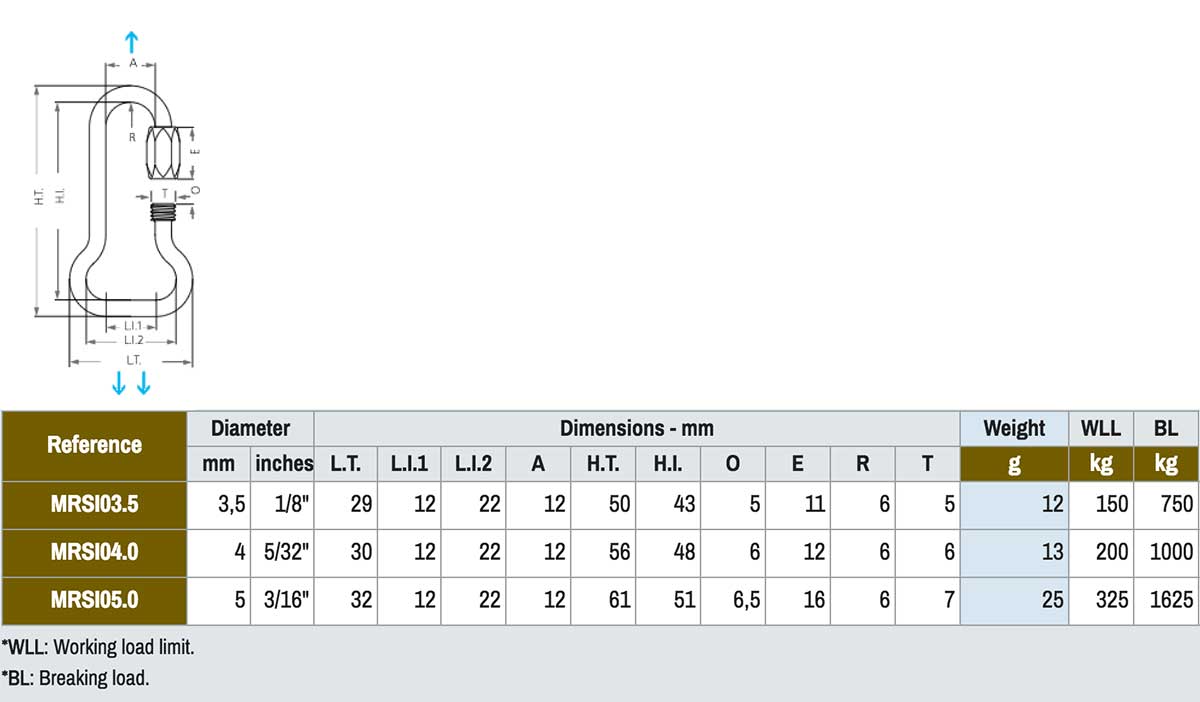 A
R
E
H.T.
H.I.
T
O
L.I.1
L.I.2
L.T.
Reference Diameter Dimensions - mm Weight WLL BL
mm inches L.T. L.I.1 L.I.2 A H.T. H.I. O E R T g kg kg
MRSI03.5 3,5 1/8" 29 12 22 12 50 43 5 11 6 5 12 150 750
MRSI04.0 4 5/32" 30 12 22 12 56 48 6 12 6 6 13 200 1000
MRSI05.0 5 3/16" 32 12 22 12 61 51 6,5 16 6 7 25 325 1625
*WLL: Working load limit.
*BL: Breaking load.